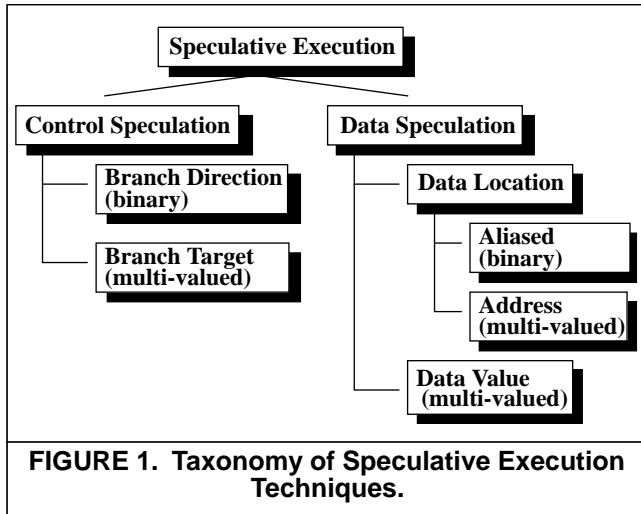 Speculative Execution
Control Speculation
Branch Direction
(binary)
Branch Target
(multi-valued)
Data Speculation
Data Location
Aliased
(binary)
Address
(multi-valued)
Data Value
(multi-valued)
FIGURE 1. Taxonomy of Speculative Execution
Techniques.